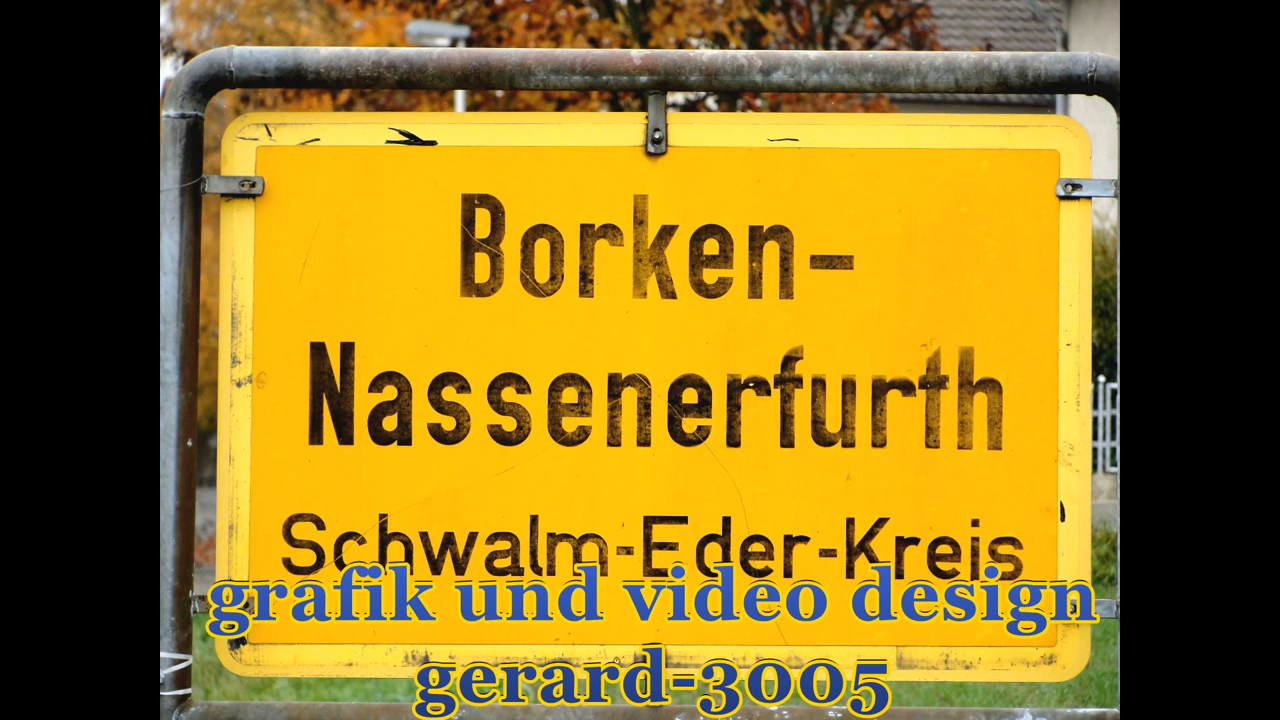 Borken-
Nassenerfurth
Schwalm-Eder-Kreis
grafik und video design
gerard-3005